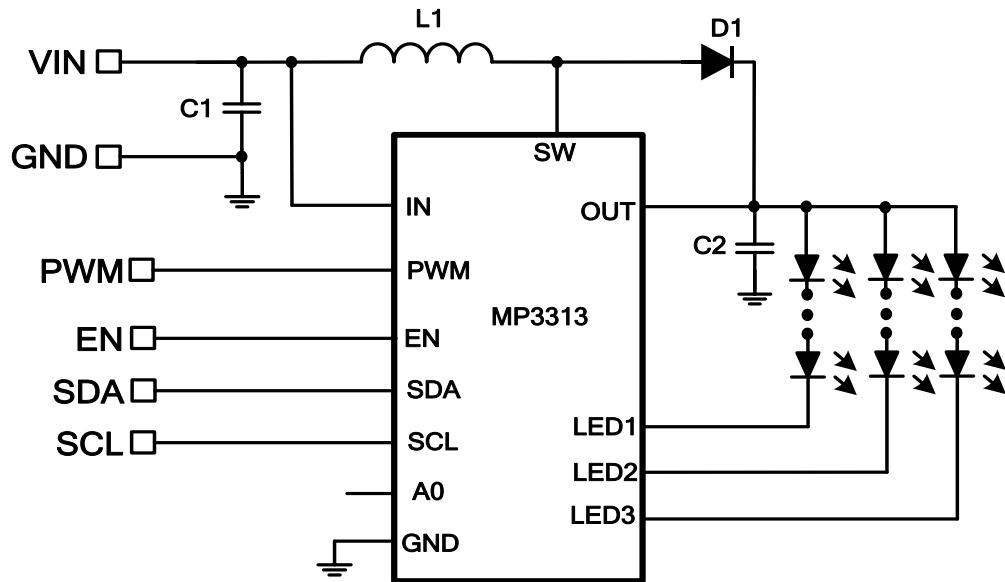 L1
D1
VIN
C1
GND
SW
IN
OUT
C2
PWM
PWM
MP3313
EN
EN
SDA
SDA
LED1
SCL
SCL
LED2
A0
LED3
GND